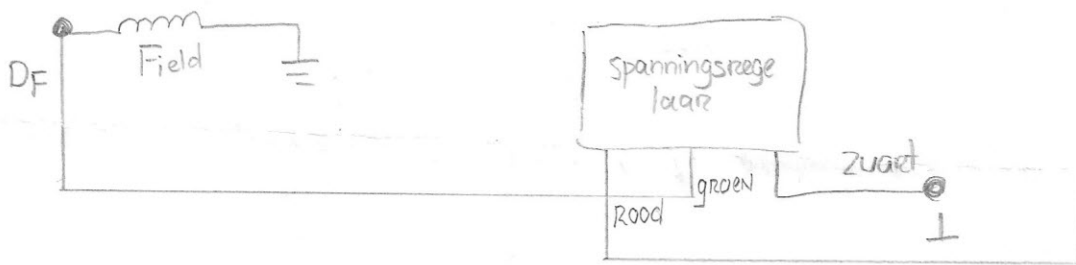 DF
Field
spanningsrege
laar
zwart
groen
Rood